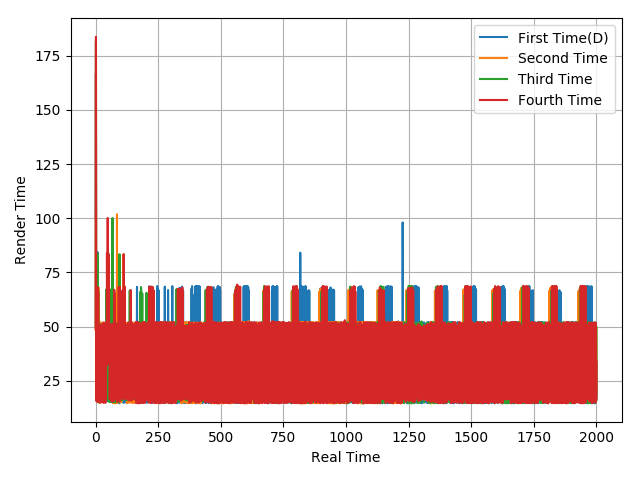 First Time(D)
Second Time
Third Time
Fourth Time
175
150
125
100
75
50
25
Render Time
0
250
500
750
1000
1250
1500
1750
2000
Real Time